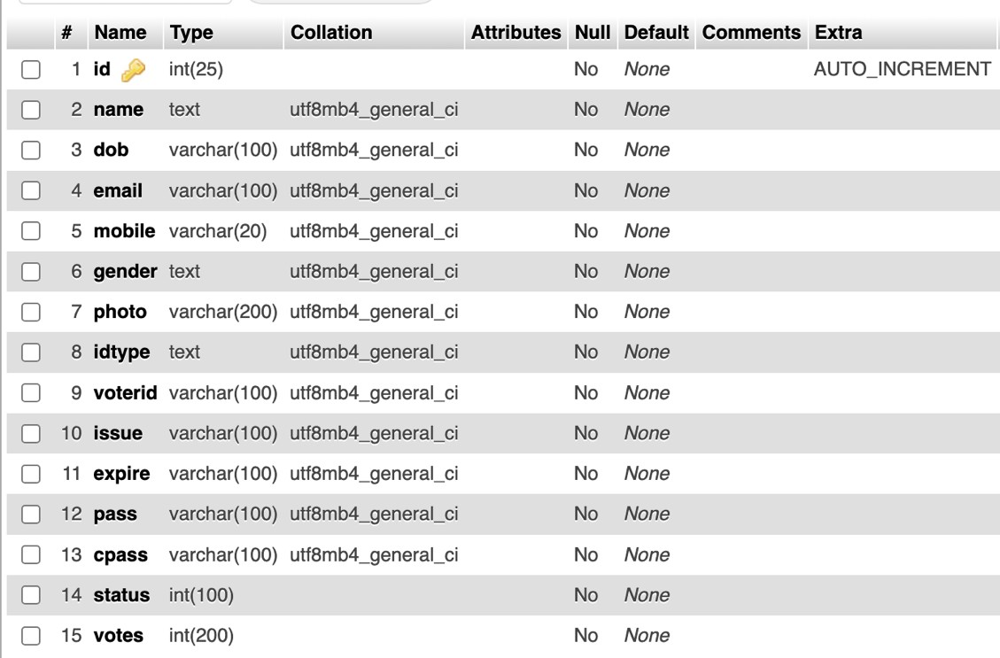 # Name Type Collation Attributes Null Default Comments Extra
1 id int(25) No None AUTO_INCREMENT
2 name text utf8mb4_general_ci No None
3 dob varchar(100) utf8mb4_general_ci No None
4 email varchar(100) utf8mb4_general_ci No None
5 mobile varchar(20) utf8mb4_general_ci No None
6 gender text utf8mb4_general_ci No None
7 photo varchar(200) utf8mb4_general_ci No None
8 idtype text utf8mb4_general_ci No None
9 voterid varchar(100) utf8mb4_general_ci No None
10 issue varchar(100) utf8mb4_general_ci No None
11 expire varchar(100) utf8mb4_general_ci No None
12 pass varchar(100) utf8mb4_general_ci No None
13 cpass varchar(100) utf8mb4_general_ci No None
14 status int(100) No None
15 votes int(200) No None